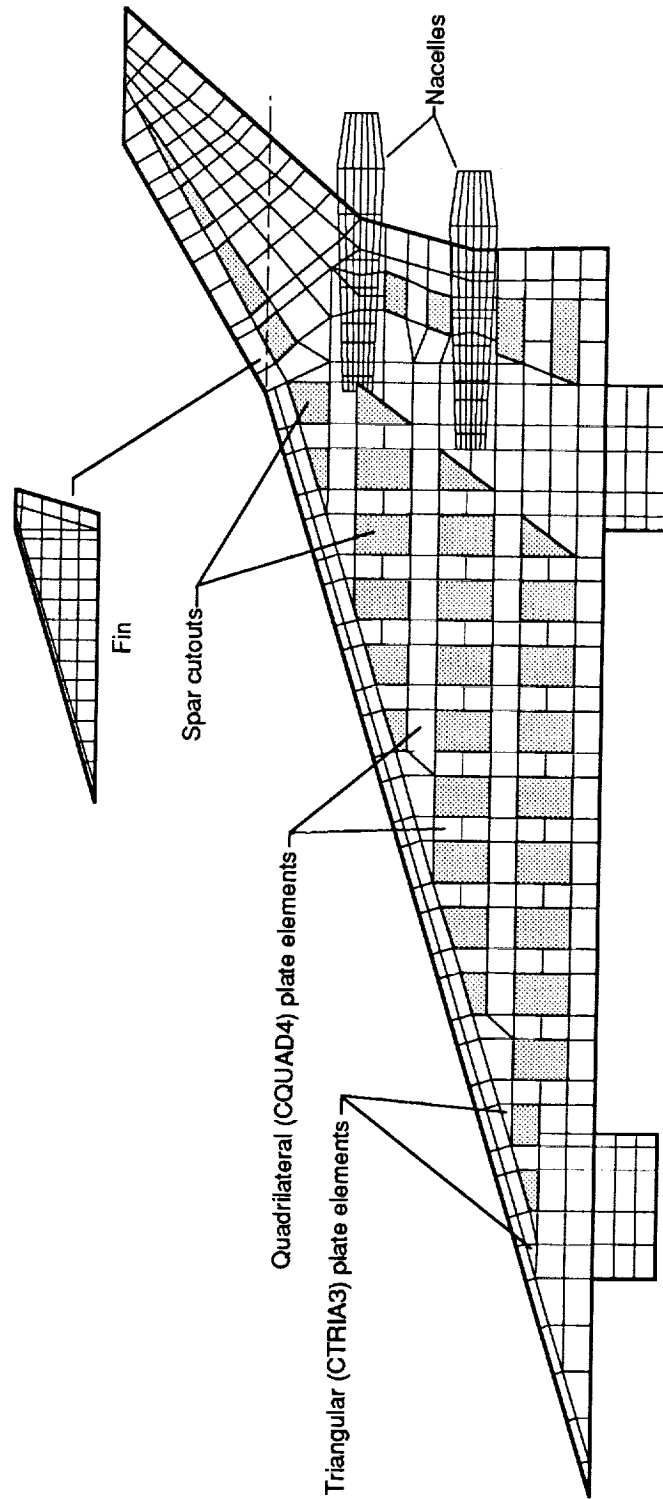 Fin
Nacelles
Spar cutouts
Quadrilateral (CQUAD4) plate elements
Triangular (CTRIA3) plate elements